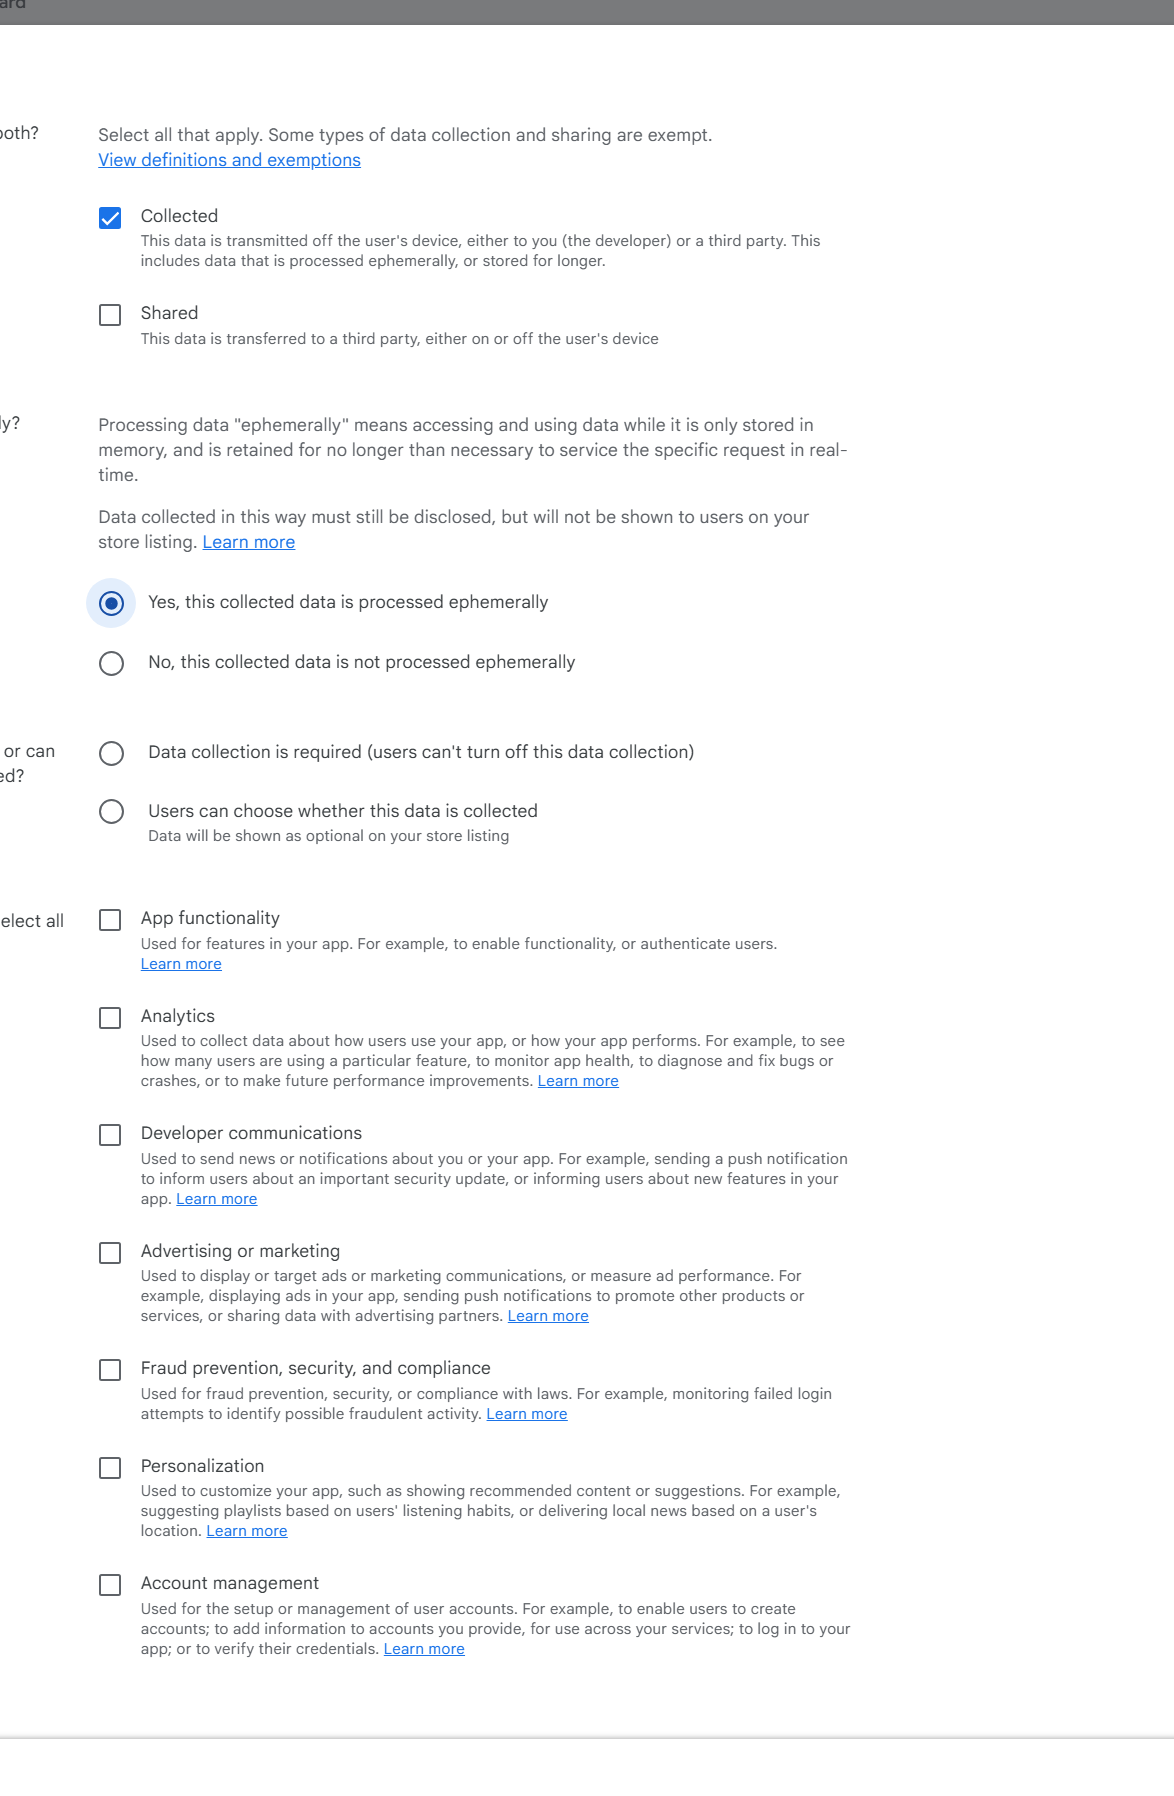 ard
both?
Select all that apply. Some types of data collection and sharing are exempt.
View definitions and exemptions
Collected
This data is transmitted off the user's device, either to you (the developer) or a third party. This
includes data that is processed ephemerally, or stored for longer.
Shared
This data is transferred to a third party, either on or off the user's device
ly?
Processing data "ephemerally" means accessing and using data while it is only stored in
memory, and is retained for no longer than necessary to service the specific request in real-
time.
Data collected in this way must still be disclosed, but will not be shown to users on your
store listing. Learn more
Yes, this collected data is processed ephemerally
No, this collected data is not processed ephemerally
or can
ed?
Data collection is required (users can't turn off this data collection)
Users can choose whether this data is collected
Data will be shown as optional on your store listing
elect all
App functionality
Used for features in your app. For example, to enable functionality, or authenticate users.
Learn more
Analytics
Used to collect data about how users use your app, or how your app performs. For example, to see
how many users are using a particular feature, to monitor app health, to diagnose and fix bugs or
crashes, or to make future performance improvements. Learn more
Developer communications
Used to send news or notifications about you or your app. For example, sending a push notification
to inform users about an important security update, or informing users about new features in your
app. Learn more
Advertising or marketing
Used to display or target ads or marketing communications, or measure ad performance. For
example, displaying ads in your app, sending push notifications to promote other products or
services, or sharing data with advertising partners. Learn more
Fraud prevention, security, and compliance
Used for fraud prevention, security, or compliance with laws. For example, monitoring failed login
attempts to identify possible fraudulent activity. Learn more
Personalization
Used to customize your app, such as showing recommended content or suggestions. For example,
suggesting playlists based on users' listening habits, or delivering local news based on a user's
location. Learn more
Account management
Used for the setup or management of user accounts. For example, to enable users to create
accounts; to add information to accounts you provide, for use across your services; to log in to your
app; or to verify their credentials. Learn more